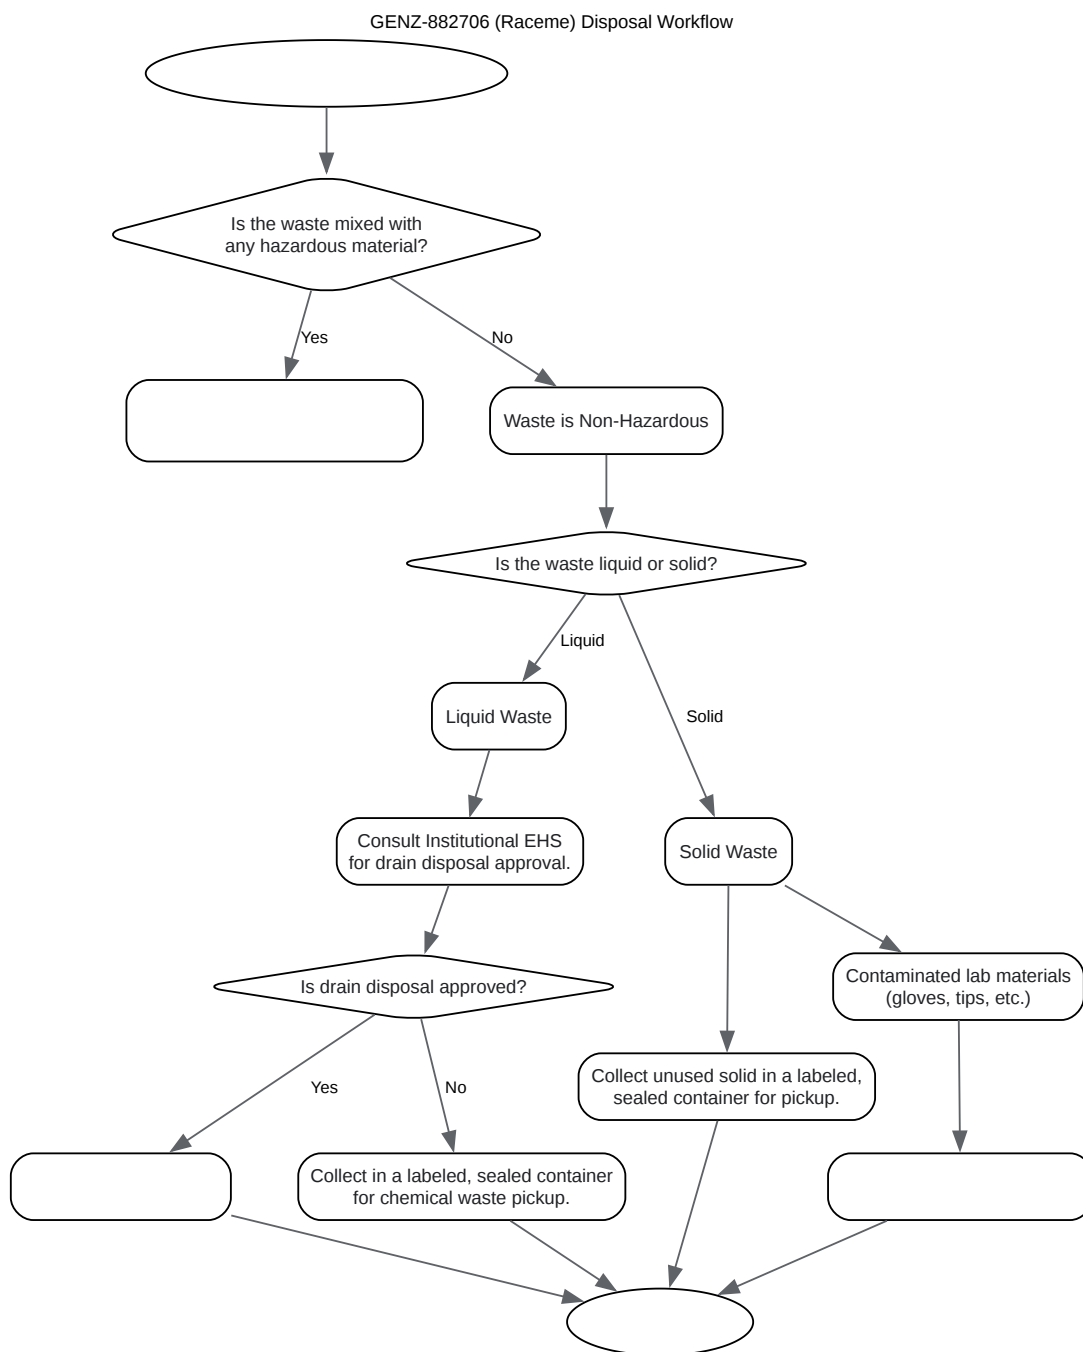 GENZ-882706 (Raceme) Disposal Workflow
Is the waste mixed with
any hazardous material?
Yes
No
Waste is Non-Hazardous
Is the waste liquid or solid?
Liquid
Liquid Waste
Solid
Consult Institutional EHS
for drain disposal approval.
Solid Waste
Is drain disposal approved?
Contaminated lab materials
(gloves, tips, etc.)
Yes
No
Collect unused solid in a labeled,
sealed container for pickup.
Collect in a labeled, sealed container
for chemical waste pickup.